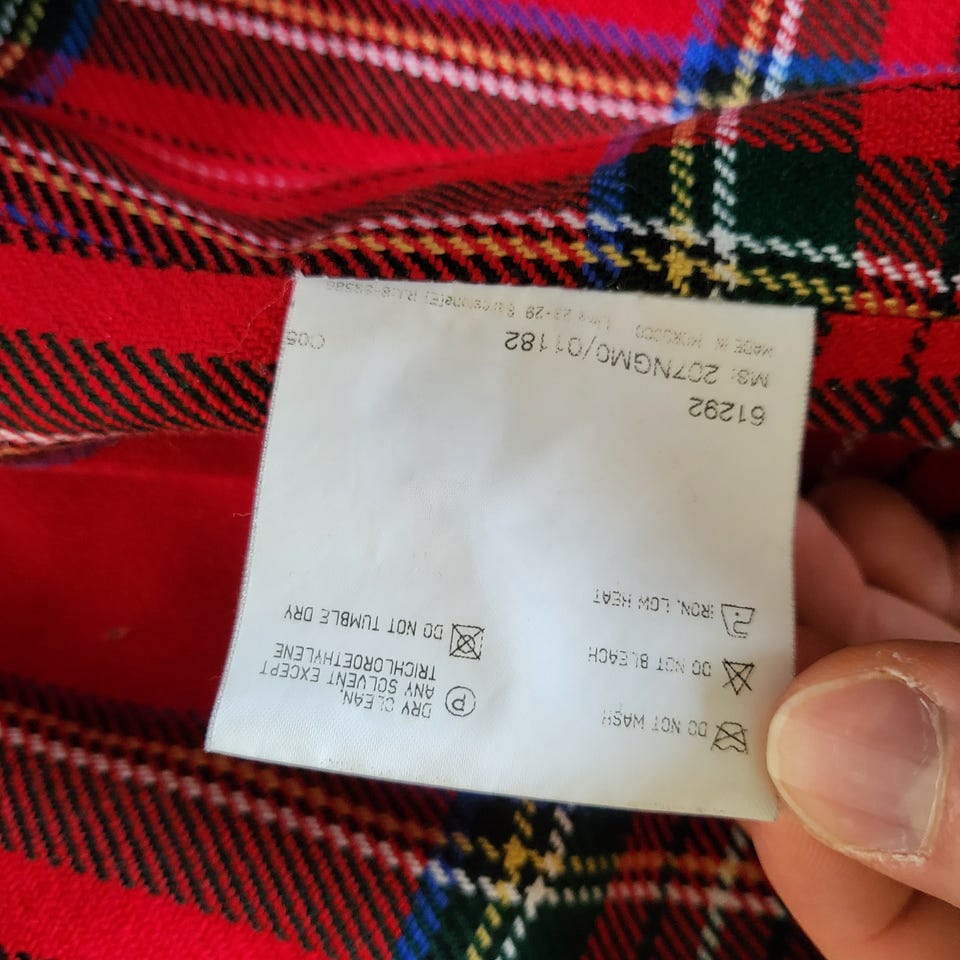 DO NOT WASH
DO NOT BLEACH
IRON, LOW HEAT
P
DRY CLEAN,
ANY SOLVENT EXCEPT
TRICHLOROETHYLENE
DO NOT TUMBLE DRY
61292
MS: 207NGM0/01182
MADE IN MOROCCO
C05